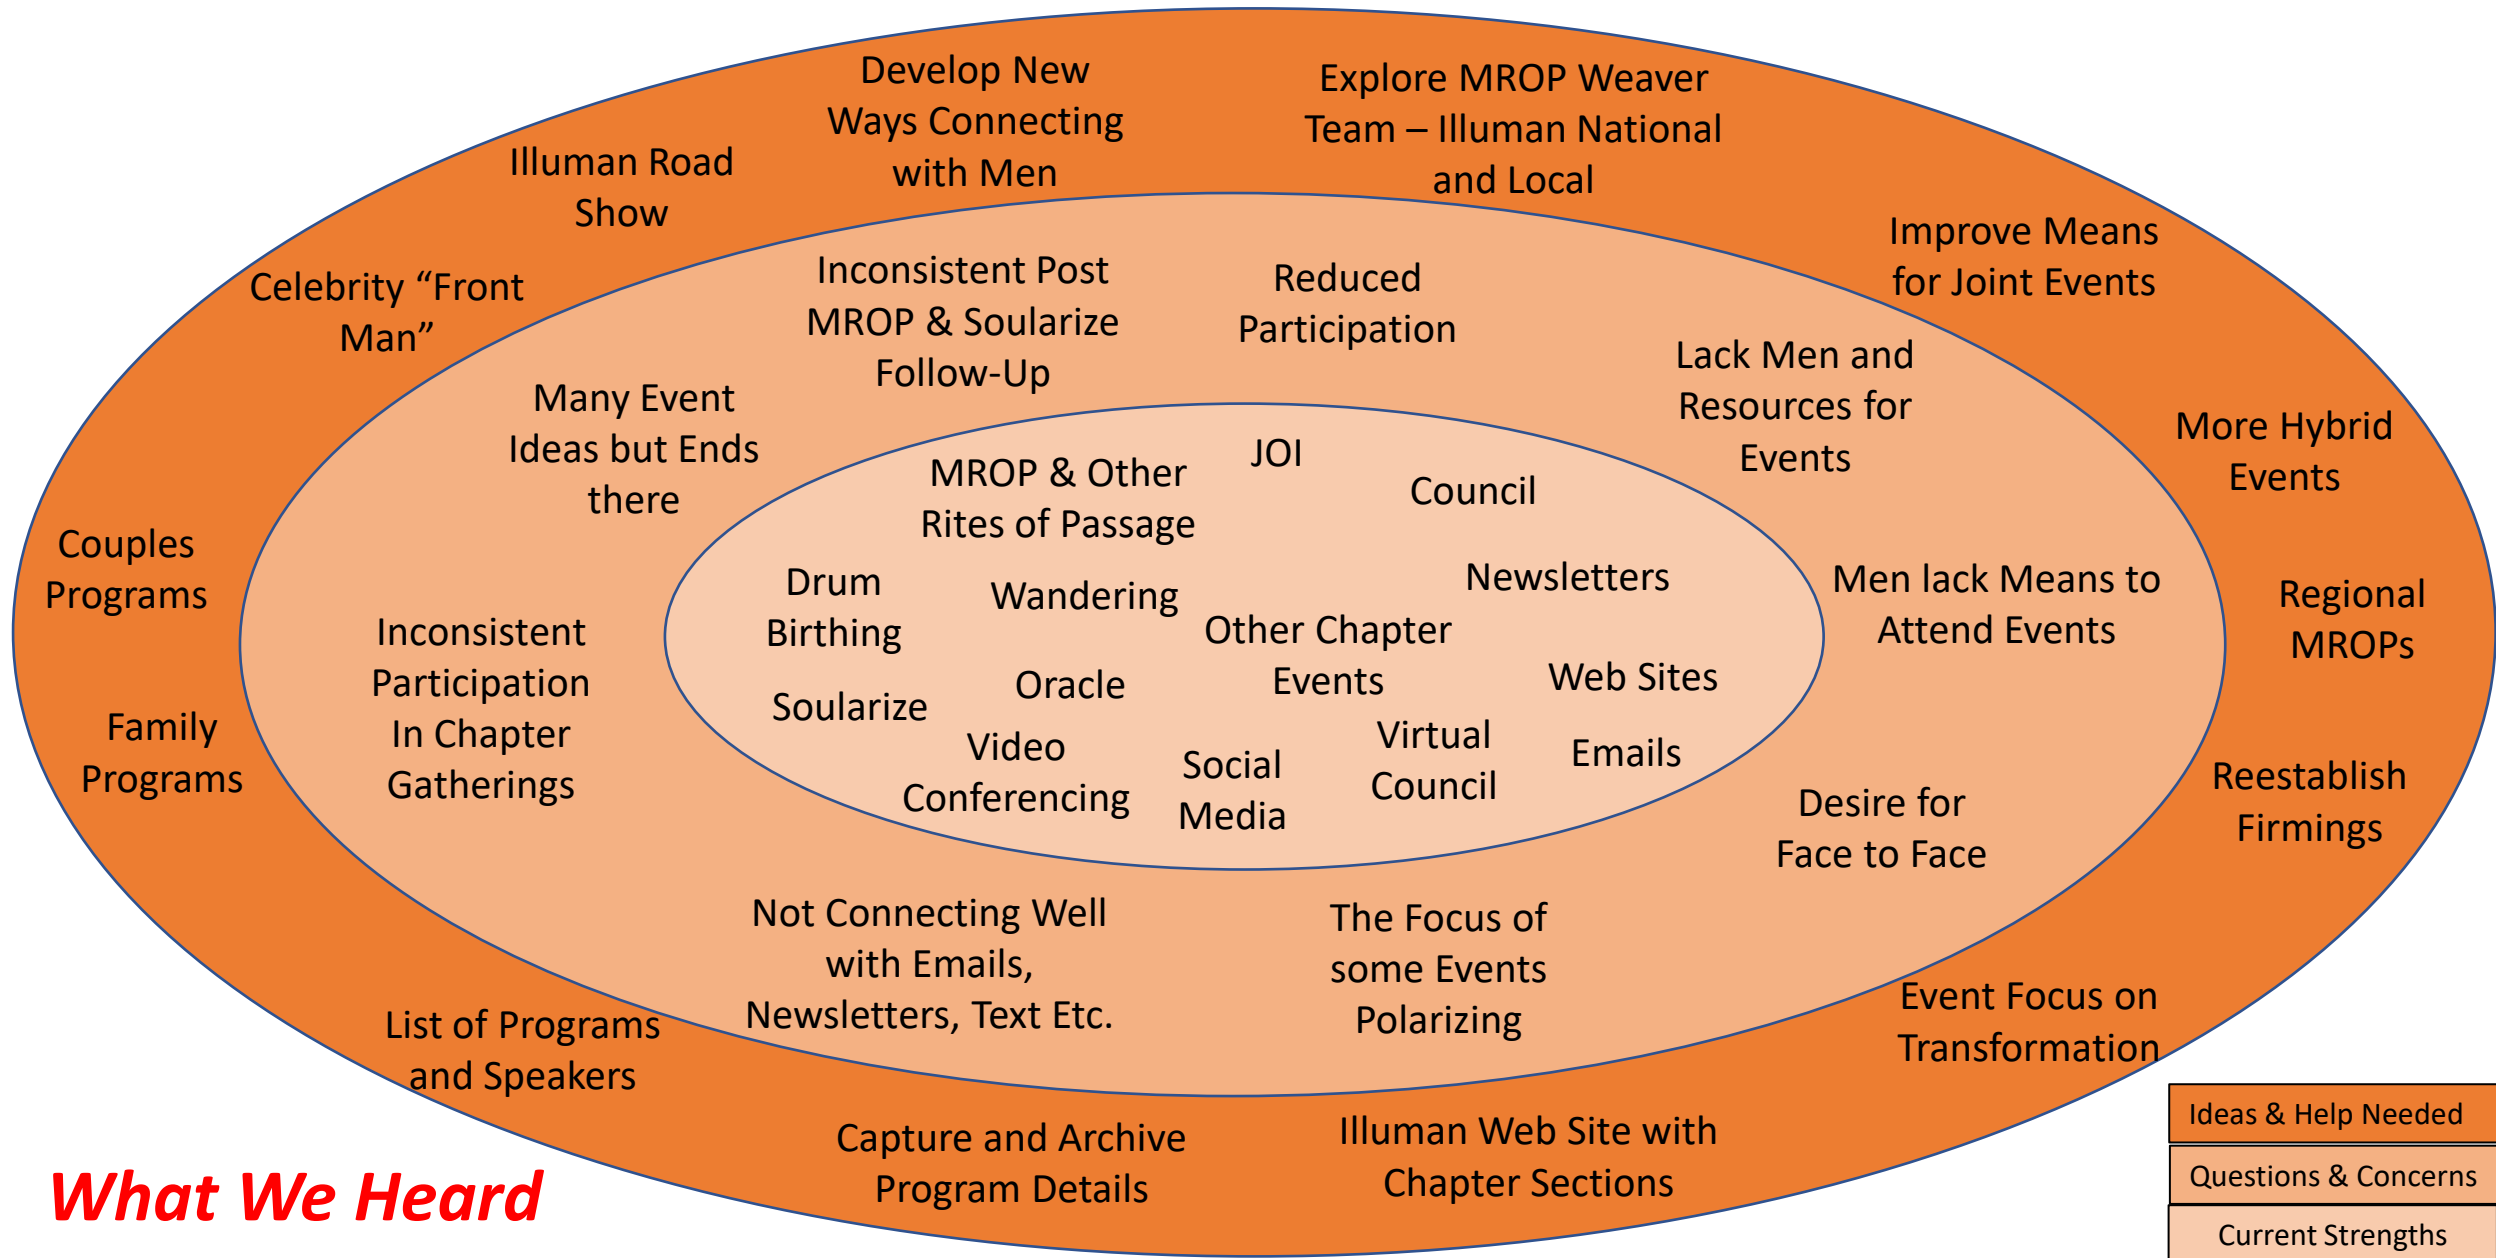 Develop New
Ways Connecting
with Men
Explore MROP Weaver
Team – Illuman National
and Local
Illuman Road
Show
Improve Means
for Joint Events
Celebrity “Front
Man”
More Hybrid
Events
Couples
Programs
Regional
MROPs
Family
Programs
Reestablish
Firmings
List of Programs
and Speakers
Event Focus on
Transformation
Capture and Archive
Program Details
Illuman Web Site with
Chapter Sections
Inconsistent Post
MROP & Soularize
Follow-Up
Reduced
Participation
Many Event
Ideas but Ends
there
Lack Men and
Resources for
Events
Inconsistent
Participation
In Chapter
Gatherings
Men lack Means to
Attend Events
Desire for
Face to Face
Not Connecting Well
with Emails,
Newsletters, Text Etc.
The Focus of
some Events
Polarizing
MROP & Other
Rites of Passage
JOI
Council
Drum
Birthing
Wandering
Newsletters
Other Chapter
Events
Soularize
Oracle
Web Sites
Video
Conferencing
Social
Media
Virtual
Council
Emails
What We Heard
Ideas & Help Needed
Questions & Concerns
Current Strengths